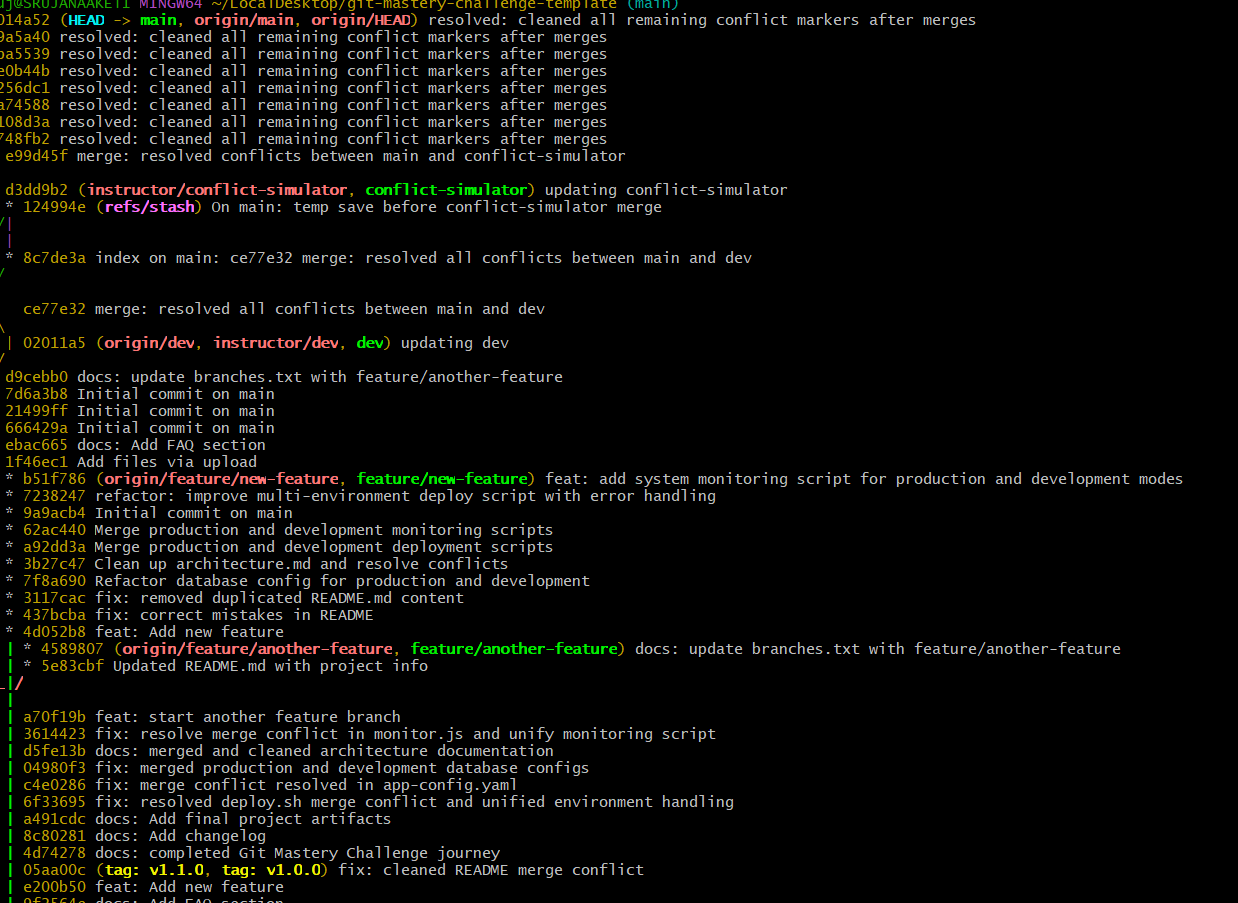 dj@SRUJANAAKETI MINGW64 ~/LocalDesktop/git-mastery-challenge-template (main)
014a52 (HEAD -> main, origin/main, origin/HEAD) resolved: cleaned all remaining conflict markers after merges
9a5a40 resolved: cleaned all remaining conflict markers after merges
ba5539 resolved: cleaned all remaining conflict markers after merges
e0b44b resolved: cleaned all remaining conflict markers after merges
256dc1 resolved: cleaned all remaining conflict markers after merges
a74588 resolved: cleaned all remaining conflict markers after merges
108d3a resolved: cleaned all remaining conflict markers after merges
748fb2 resolved: cleaned all remaining conflict markers after merges
e99d45f merge: resolved conflicts between main and conflict-simulator
d3dd9b2 (instructor/conflict-simulator, conflict-simulator) updating conflict-simulator
* 124994e (refs/stash) On main: temp save before conflict-simulator merge
/|
|
* 8c7de3a index on main: ce77e32 merge: resolved all conflicts between main and dev
/
ce77e32 merge: resolved all conflicts between main and dev
\
| 02011a5 (origin/dev, instructor/dev, dev) updating dev
/
d9cebb0 docs: update branches.txt with feature/another-feature
7d6a3b8 Initial commit on main
21499ff Initial commit on main
666429a Initial commit on main
ebac665 docs: Add FAQ section
1f46ec1 Add files via upload
* b51f786 (origin/feature/new-feature, feature/new-feature) feat: add system monitoring script for production and development modes
* 7238247 refactor: improve multi-environment deploy script with error handling
* 9a9acb4 Initial commit on main
* 62ac440 Merge production and development monitoring scripts
* a92dd3a Merge production and development deployment scripts
* 3b27c47 Clean up architecture.md and resolve conflicts
* 7f8a690 Refactor database config for production and development
* 3117cac fix: removed duplicated README.md content
* 437bcba fix: correct mistakes in README
* 4d052b8 feat: Add new feature
| * 4589807 (origin/feature/another-feature, feature/another-feature) docs: update branches.txt with feature/another-feature
| * 5e83cbf Updated README.md with project info
_|/
|
| a70f19b feat: start another feature branch
| 3614423 fix: resolve merge conflict in monitor.js and unify monitoring script
| d5fe13b docs: merged and cleaned architecture documentation
| 04980f3 fix: merged production and development database configs
| c4e0286 fix: merge conflict resolved in app-config.yaml
| 6f33695 fix: resolved deploy.sh merge conflict and unified environment handling
| a491cdc docs: Add final project artifacts
| 8c80281 docs: Add changelog
| 4d74278 docs: completed Git Mastery Challenge journey
| 05aa00c (tag: v1.1.0, tag: v1.0.0) fix: cleaned README merge conflict
| e200b50 feat: Add new feature
| 9f2564e docs: Add FAQ section